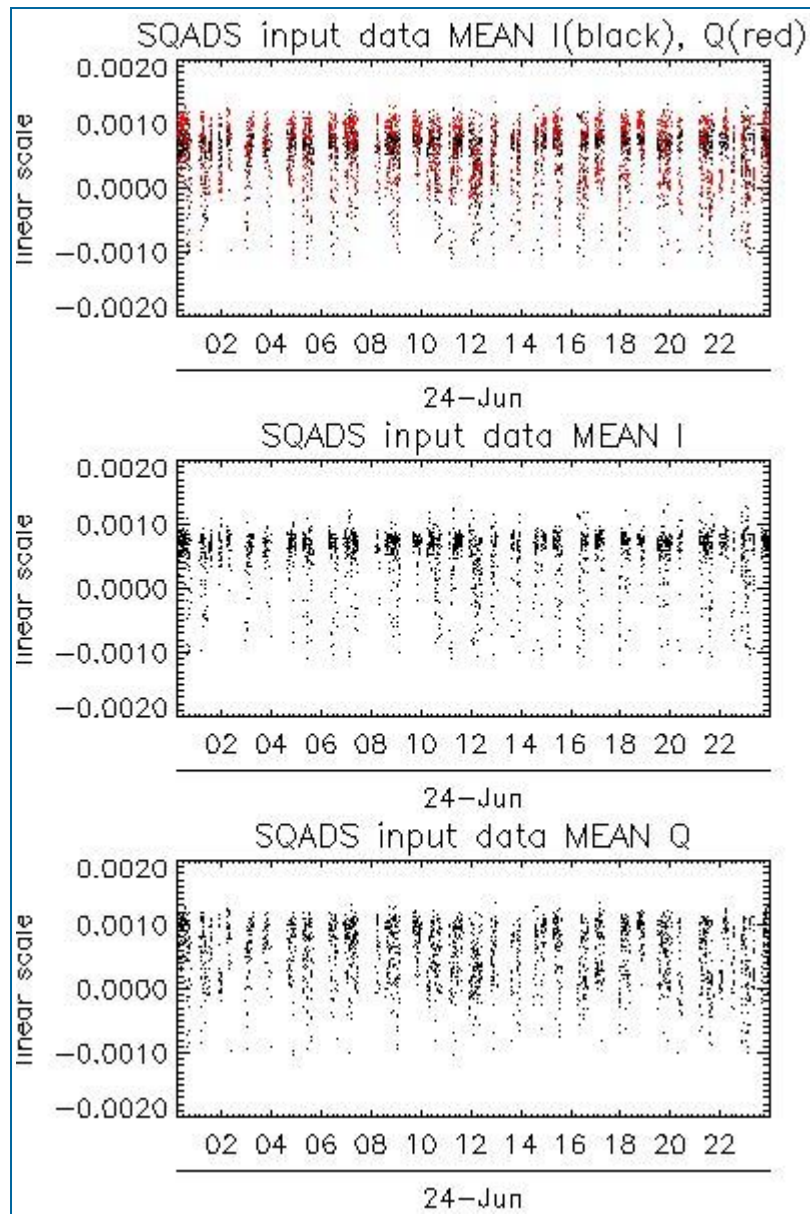 SQADS input data MEAN I(black), Q(red)
0.0020
0.0010
0.0000
−0.0010
−0.0020
linear scale
02 04 06 08 10 12 14 16 18 20 22
24−Jun
SQADS input data MEAN I
0.0020
0.0010
0.0000
−0.0010
−0.0020
linear scale
02 04 06 08 10 12 14 16 18 20 22
24−Jun
SQADS input data MEAN Q
0.0020
0.0010
0.0000
−0.0010
−0.0020
linear scale
02 04 06 08 10 12 14 16 18 20 22
24−Jun